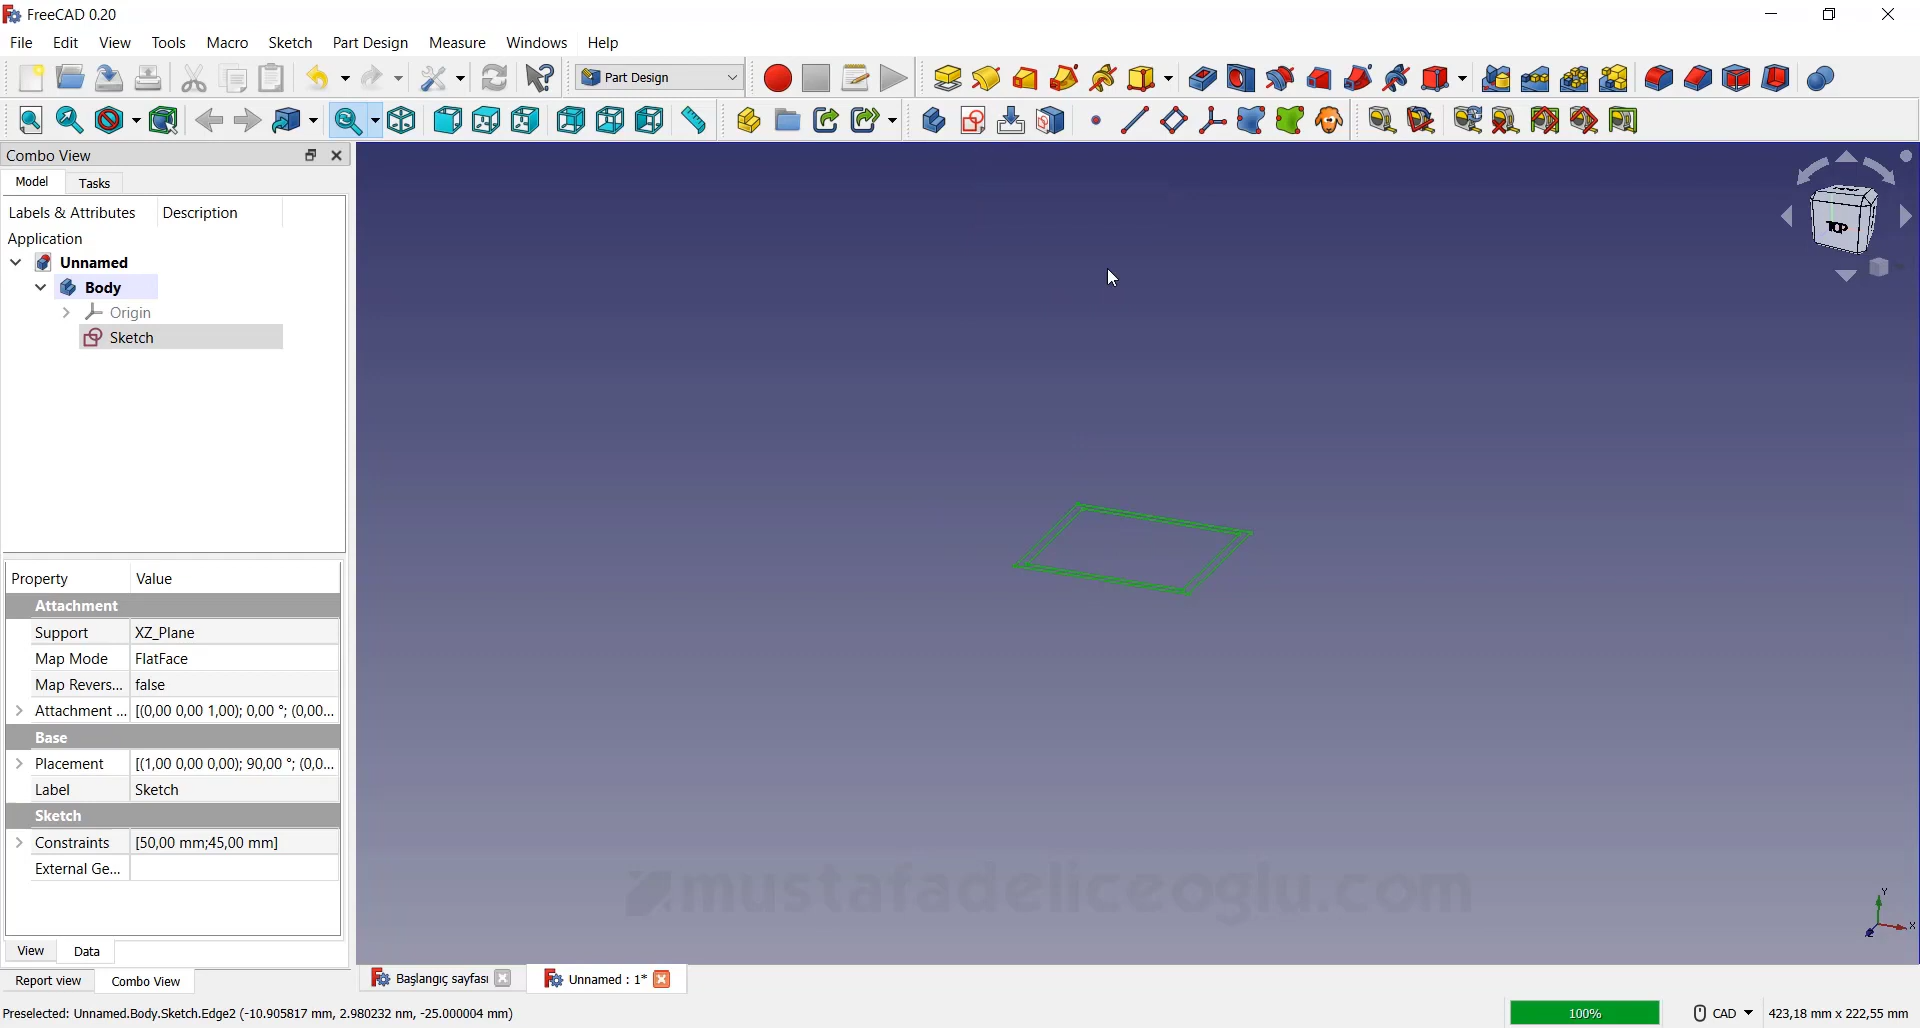 FreeCAD 0.20
File Edit View Tools Macro Sketch Part Design Measure Windows Help
Part Design
Combo View
Model Tasks
Labels & Attributes Description
Application
Unnamed
Body
Origin
Sketch
TOP
Property Value
Attachment
Support XZ_Plane
Map Mode FlatFace
Map Revers... false
Attachment ... [(0,00 0,00 1,00); 0,00 °; (0,00...
Base
Placement [(1,00 0,00 0,00); 90,00 °; (0,0...
Label Sketch
Sketch
Constraints [50,00 mm;45,00 mm]
External Ge...
mustafadeliceoglu.com
Y
X
View Data
Report view Combo View
Başlangıç sayfası Unnamed : 1*
Preselected: Unnamed.Body.Sketch.Edge2 (-10.905817 mm, 2.980232 nm, -25.000004 mm)
100% CAD 423,18 mm x 222,55 mm